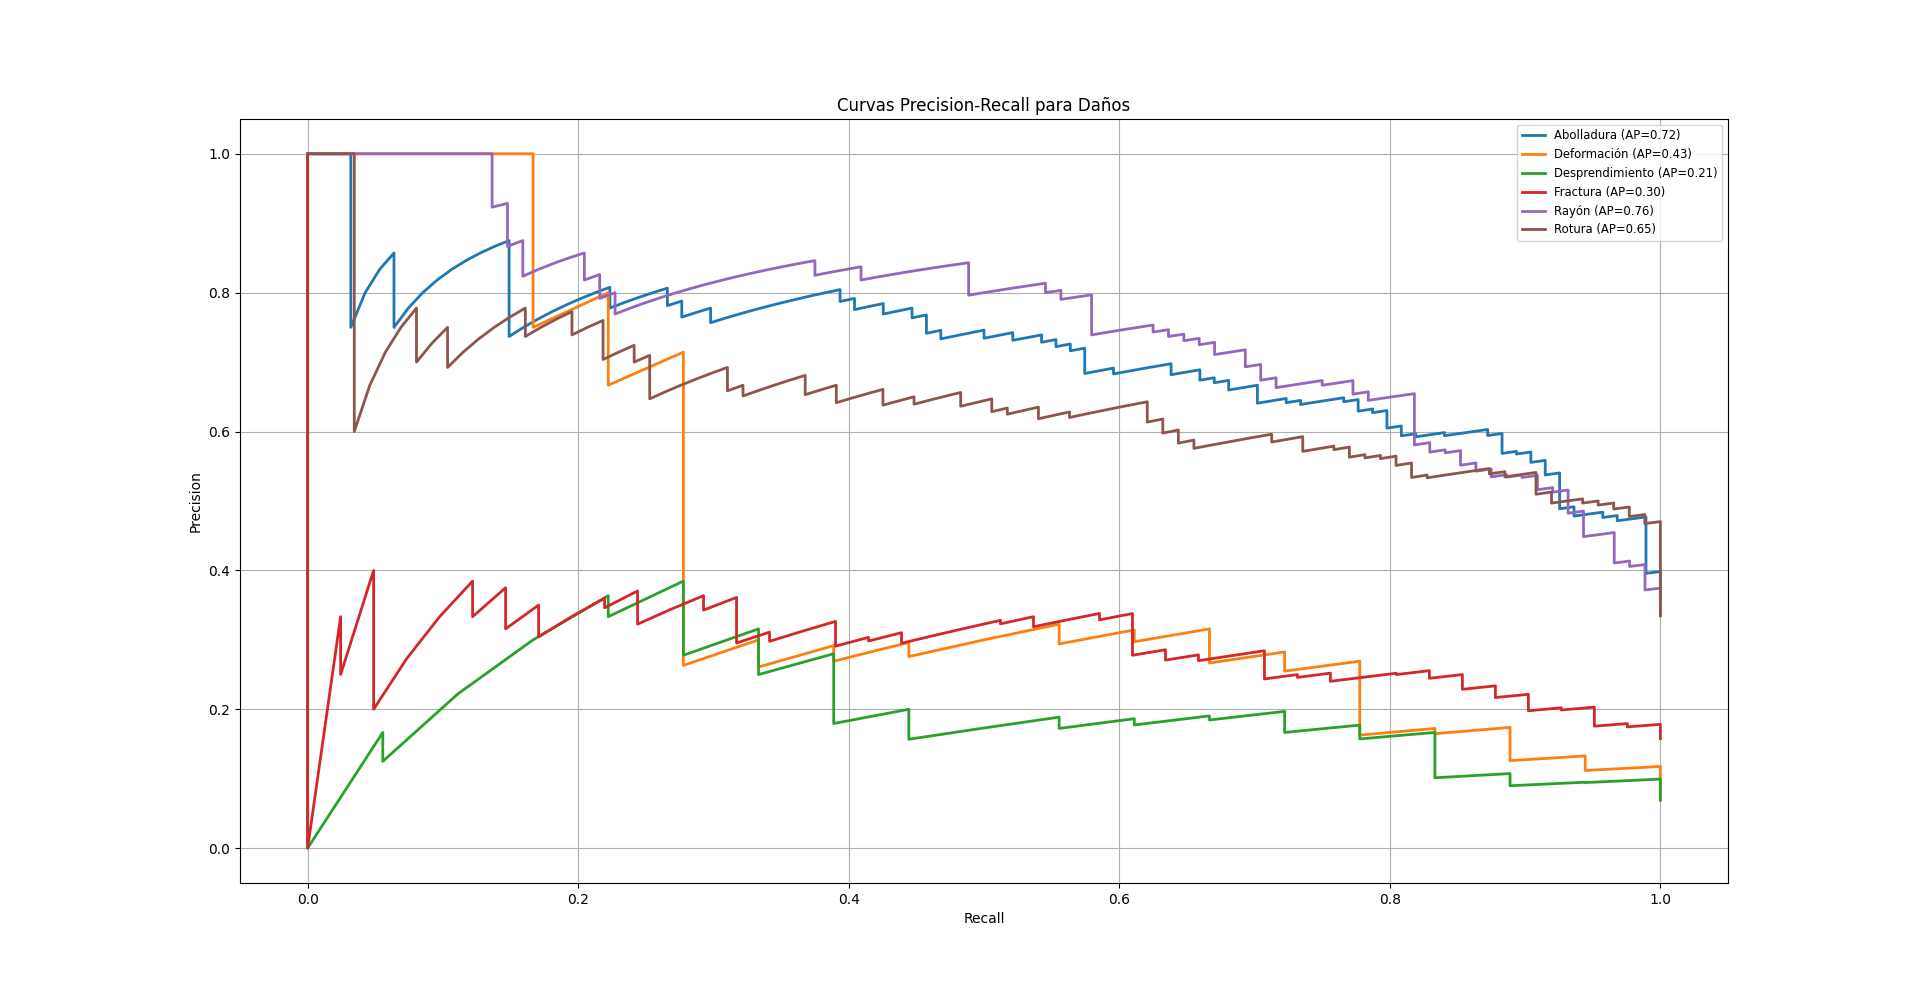 Curvas Precision-Recall para Daños
Abolladura (AP=0.72)
Deformación (AP=0.43)
Desprendimiento (AP=0.21)
Fractura (AP=0.30)
Rayón (AP=0.76)
Rotura (AP=0.65)
Precision
1.0
0.8
0.6
0.4
0.2
0.0
0.0 0.2 0.4 0.6 0.8 1.0
Recall